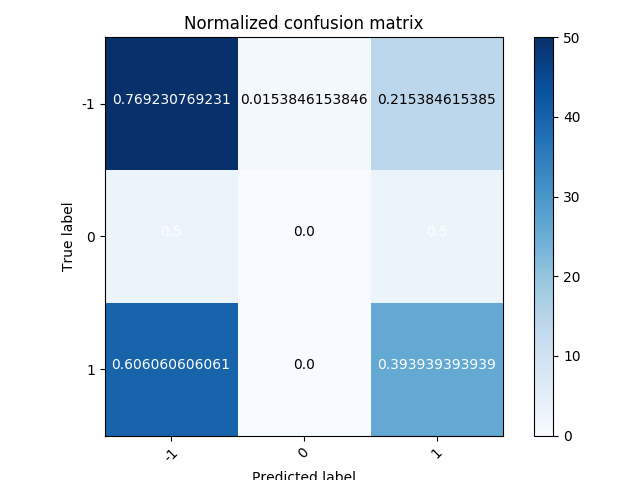 Normalized confusion matrix
True label
-1 0.769230769231 0.0153846153846 0.215384615385
0 0.5 0.0 0.5
1 0.606060606061 0.0 0.393939393939
-1 0 1
Predicted label
50
40
30
20
10
0